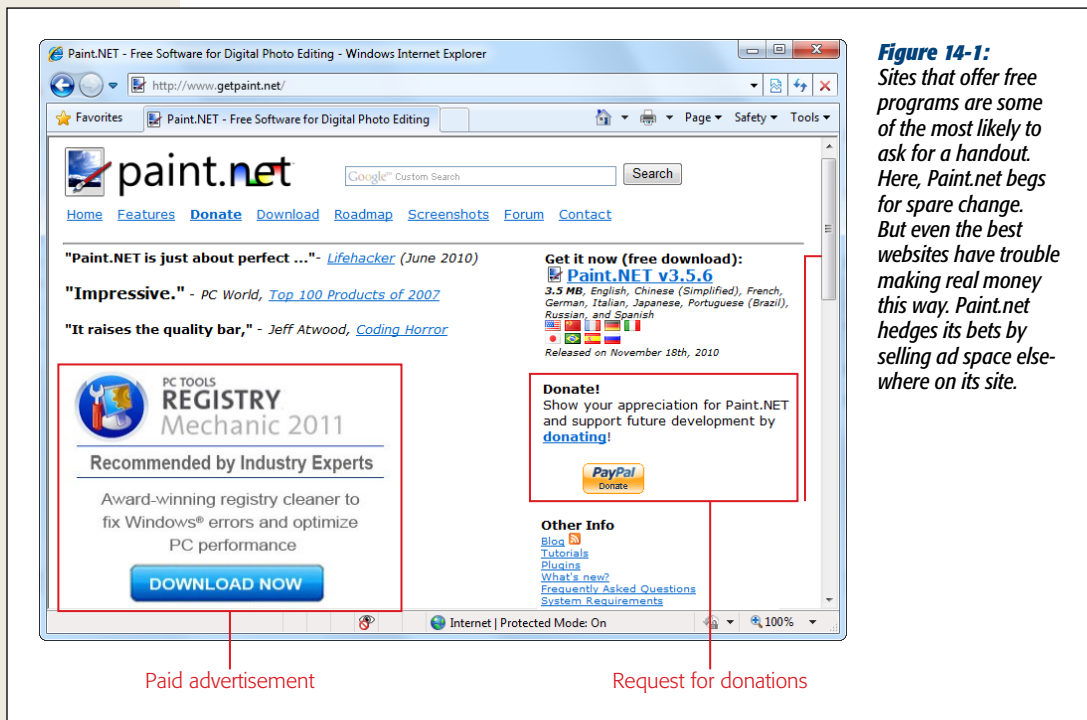 Paint.NET - Free Software for Digital Photo Editing - Windows Internet Explorer
http://www.getpaint.net/
Favorites
Paint.NET - Free Software for Digital Photo Editing
Page
Safety
Tools
paint.net
Google™ Custom Search
Search
Home Features Donate Download Roadmap Screenshots Forum Contact
"Paint.NET is just about perfect ..."- Lifehacker (June 2010)
"Impressive." - PC World, Top 100 Products of 2007
"It raises the quality bar," - Jeff Atwood, Coding Horror
PC TOOLS
REGISTRY
Mechanic 2011
Recommended by Industry Experts
Award-winning registry cleaner to
fix Windows® errors and optimize
PC performance
DOWNLOAD NOW
Get it now (free download):
Paint.NET v3.5.6
3.5 MB, English, Chinese (Simplified), French,
German, Italian, Japanese, Portuguese (Brazil),
Russian, and Spanish
Released on November 18th, 2010
Donate!
Show your appreciation for Paint.NET
and support future development by
donating!
PayPal
Donate
Other Info
Blog
Tutorials
Plugins
What's new?
Frequently Asked Questions
System Requirements
Internet | Protected Mode: On
100%
Paid advertisement
Request for donations
Figure 14-1:
Sites that offer free
programs are some
of the most likely to
ask for a handout.
Here, Paint.net begs
for spare change.
But even the best
websites have trouble
making real money
this way. Paint.net
hedges its bets by
selling ad space else-
where on its site.